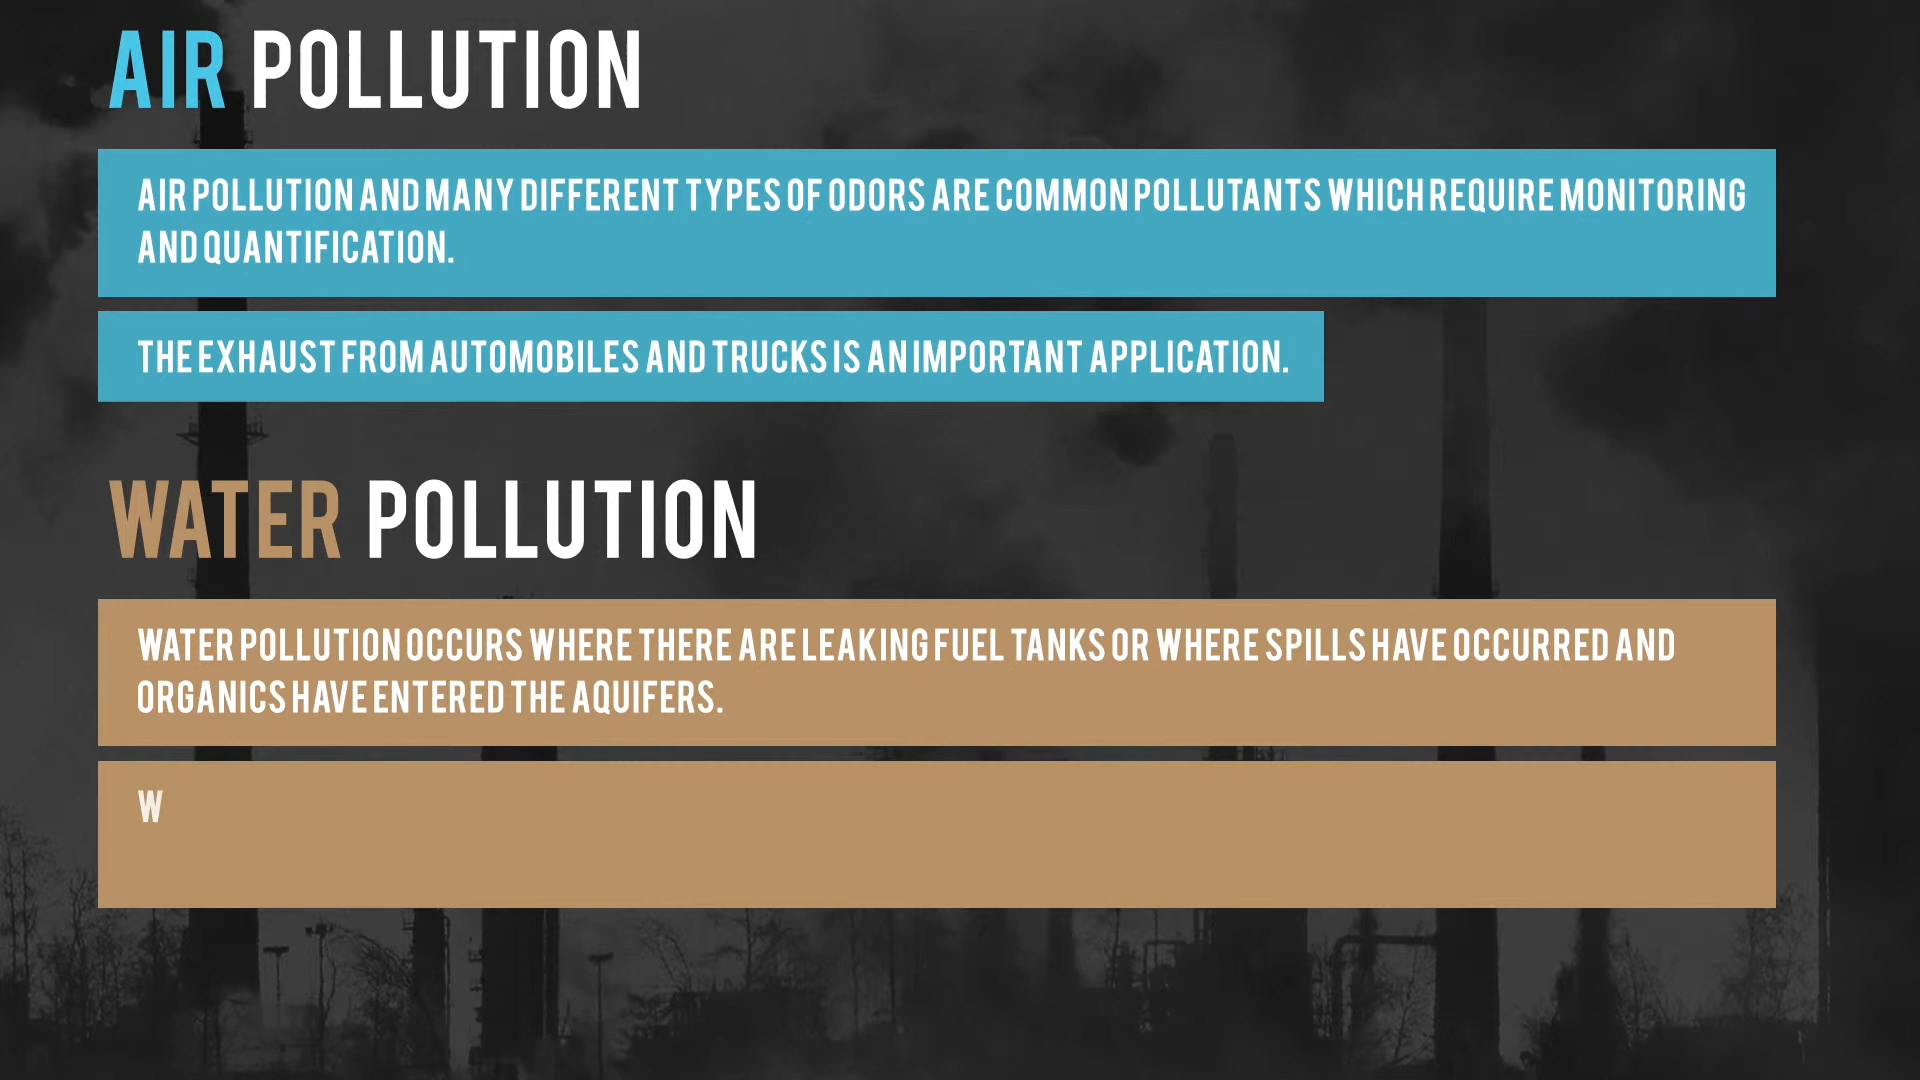 AIR POLLUTION
AIR POLLUTION AND MANY DIFFERENT TYPES OF ODORS ARE COMMON POLLUTANTS WHICH REQUIRE MONITORING
AND QUANTIFICATION.
THE EXHAUST FROM AUTOMOBILES AND TRUCKS IS AN IMPORTANT APPLICATION.
WATER POLLUTION
WATER POLLUTION OCCURS WHERE THERE ARE LEAKING FUEL TANKS OR WHERE SPILLS HAVE OCCURRED AND
ORGANICS HAVE ENTERED THE AQUIFERS.
W